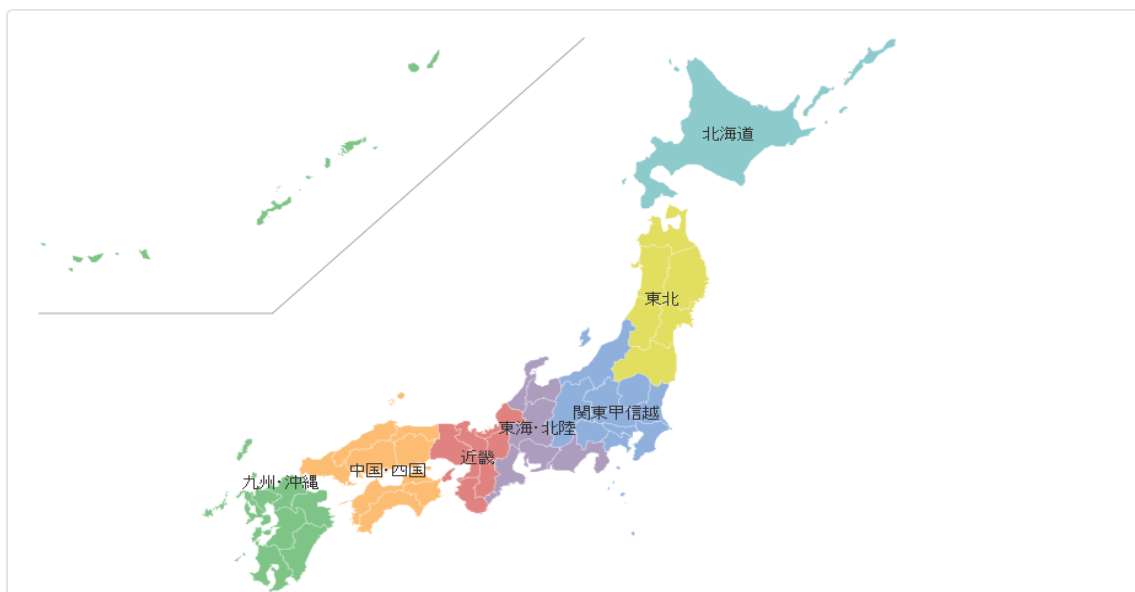 北海道
東北
関東甲信越
東海・北陸
近畿
中国・四国
九州・沖縄